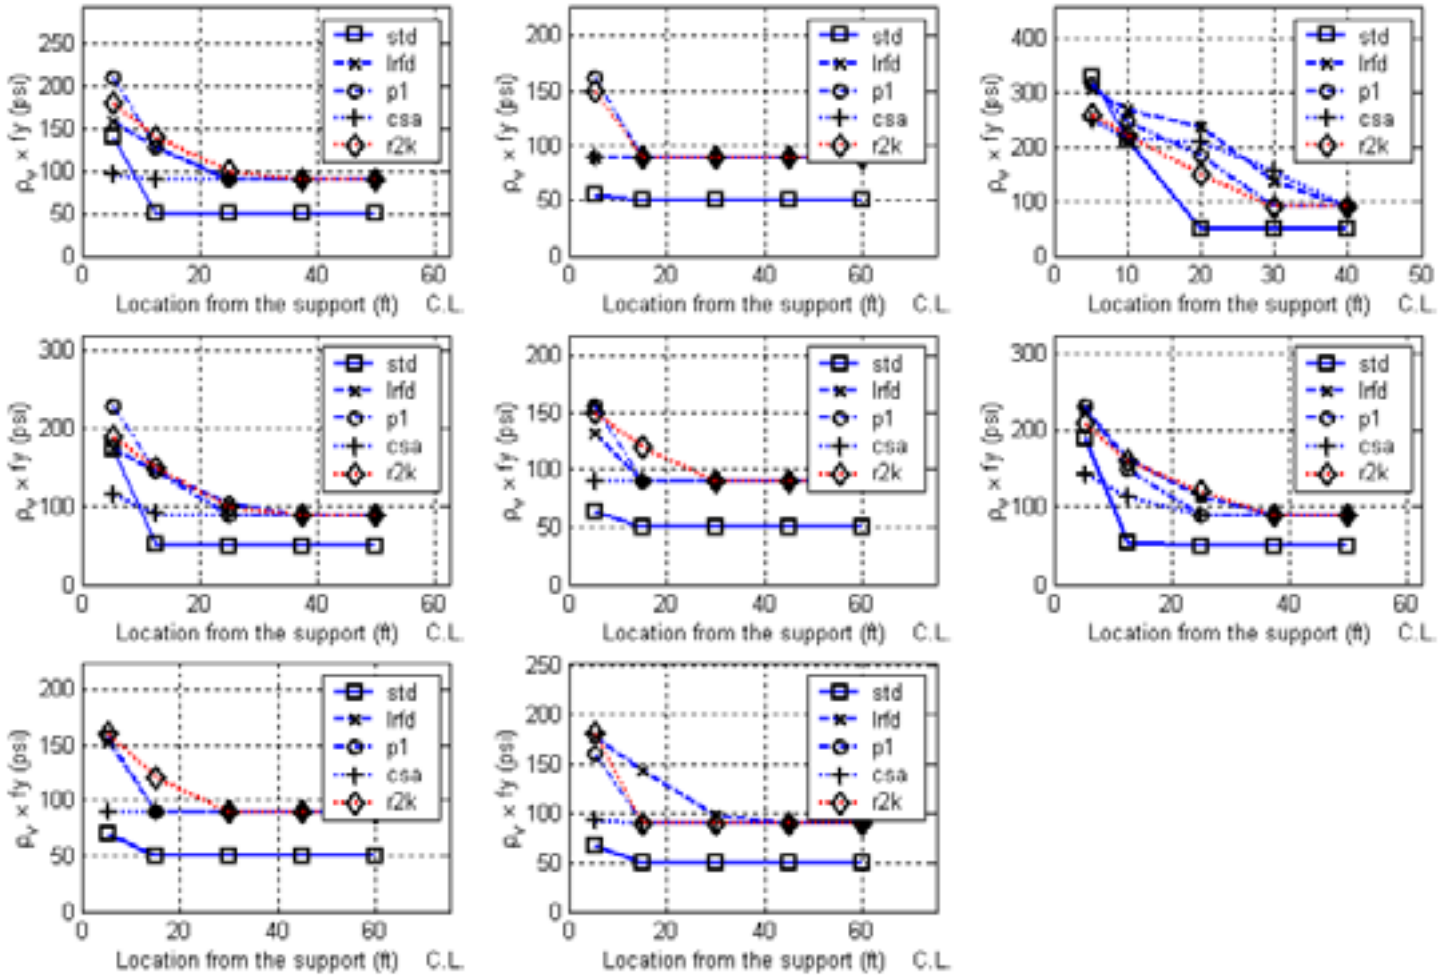 std
lrfd
p1
csa
r2k
250
200
150
100
50
0
ρv × fy (psi)
0 20 40 60
Location from the support (ft) C.L.
std
lrfd
p1
csa
r2k
200
150
100
50
0
ρv × fy (psi)
0 20 40 60
Location from the support (ft) C.L.
std
lrfd
p1
csa
r2k
400
300
200
100
0
ρv × fy (psi)
0 10 20 30 40 50
Location from the support (ft) C.L.
std
lrfd
p1
csa
r2k
300
200
100
0
ρv × fy (psi)
0 20 40 60
Location from the support (ft) C.L.
std
lrfd
p1
csa
r2k
200
150
100
50
0
ρv × fy (psi)
0 20 40 60
Location from the support (ft) C.L.
std
lrfd
p1
csa
r2k
300
200
100
0
ρv × fy (psi)
0 20 40 60
Location from the support (ft) C.L.
std
lrfd
p1
csa
r2k
200
150
100
50
0
ρv × fy (psi)
0 20 40 60
Location from the support (ft) C.L.
std
lrfd
p1
csa
r2k
250
200
150
100
50
0
ρv × fy (psi)
0 20 40 60
Location from the support (ft) C.L.